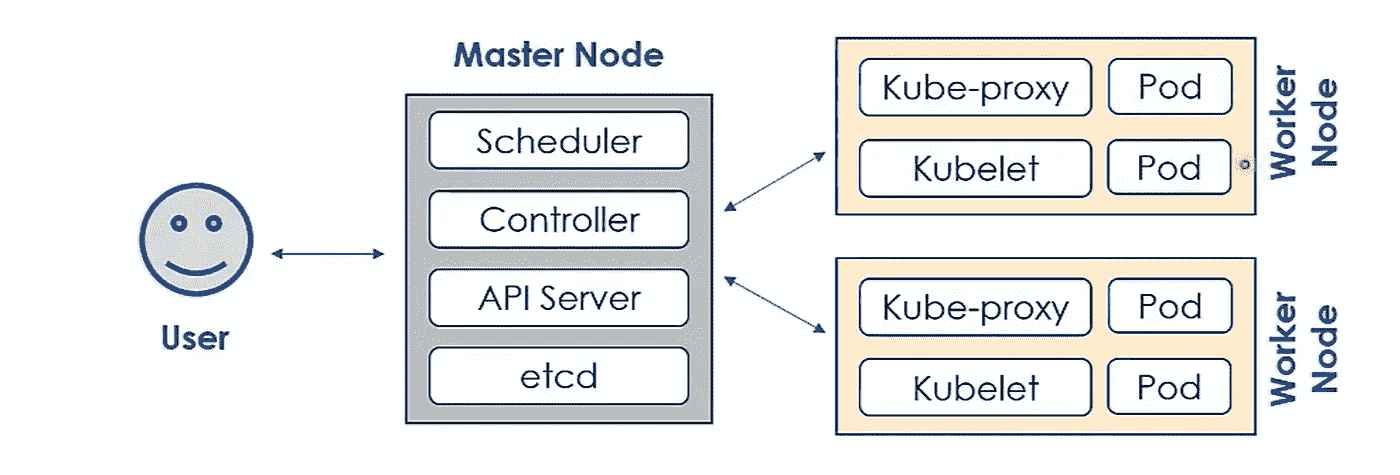 User
Master Node
Scheduler
Controller
API Server
etcd
Kube-proxy
Pod
Kubelet
Pod
Worker
Node
Kube-proxy
Pod
Kubelet
Pod
Worker
Node